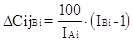 ΔCijBi = 100/IAi · (IBi -1)